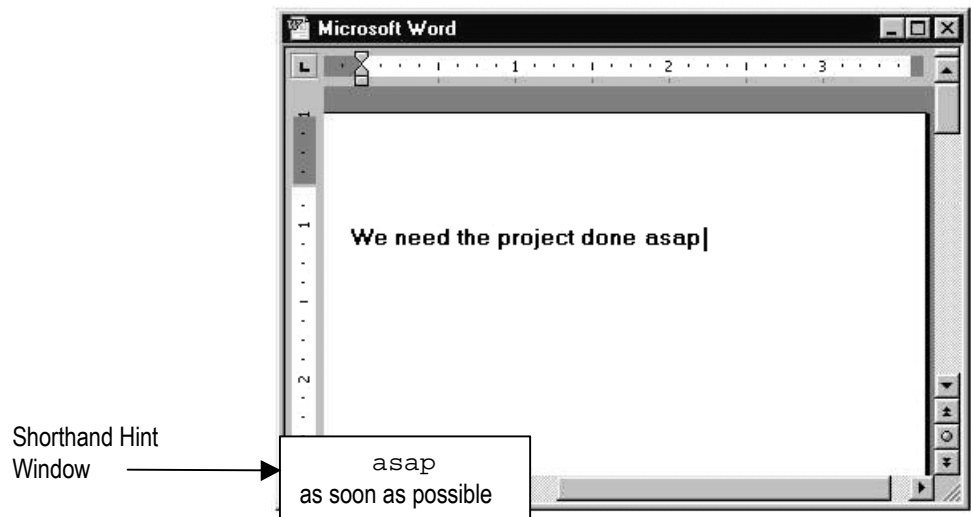 Microsoft Word
L
1 2 3
1
We need the project done asap
1
2
Shorthand Hint
Window
asap
as soon as possible